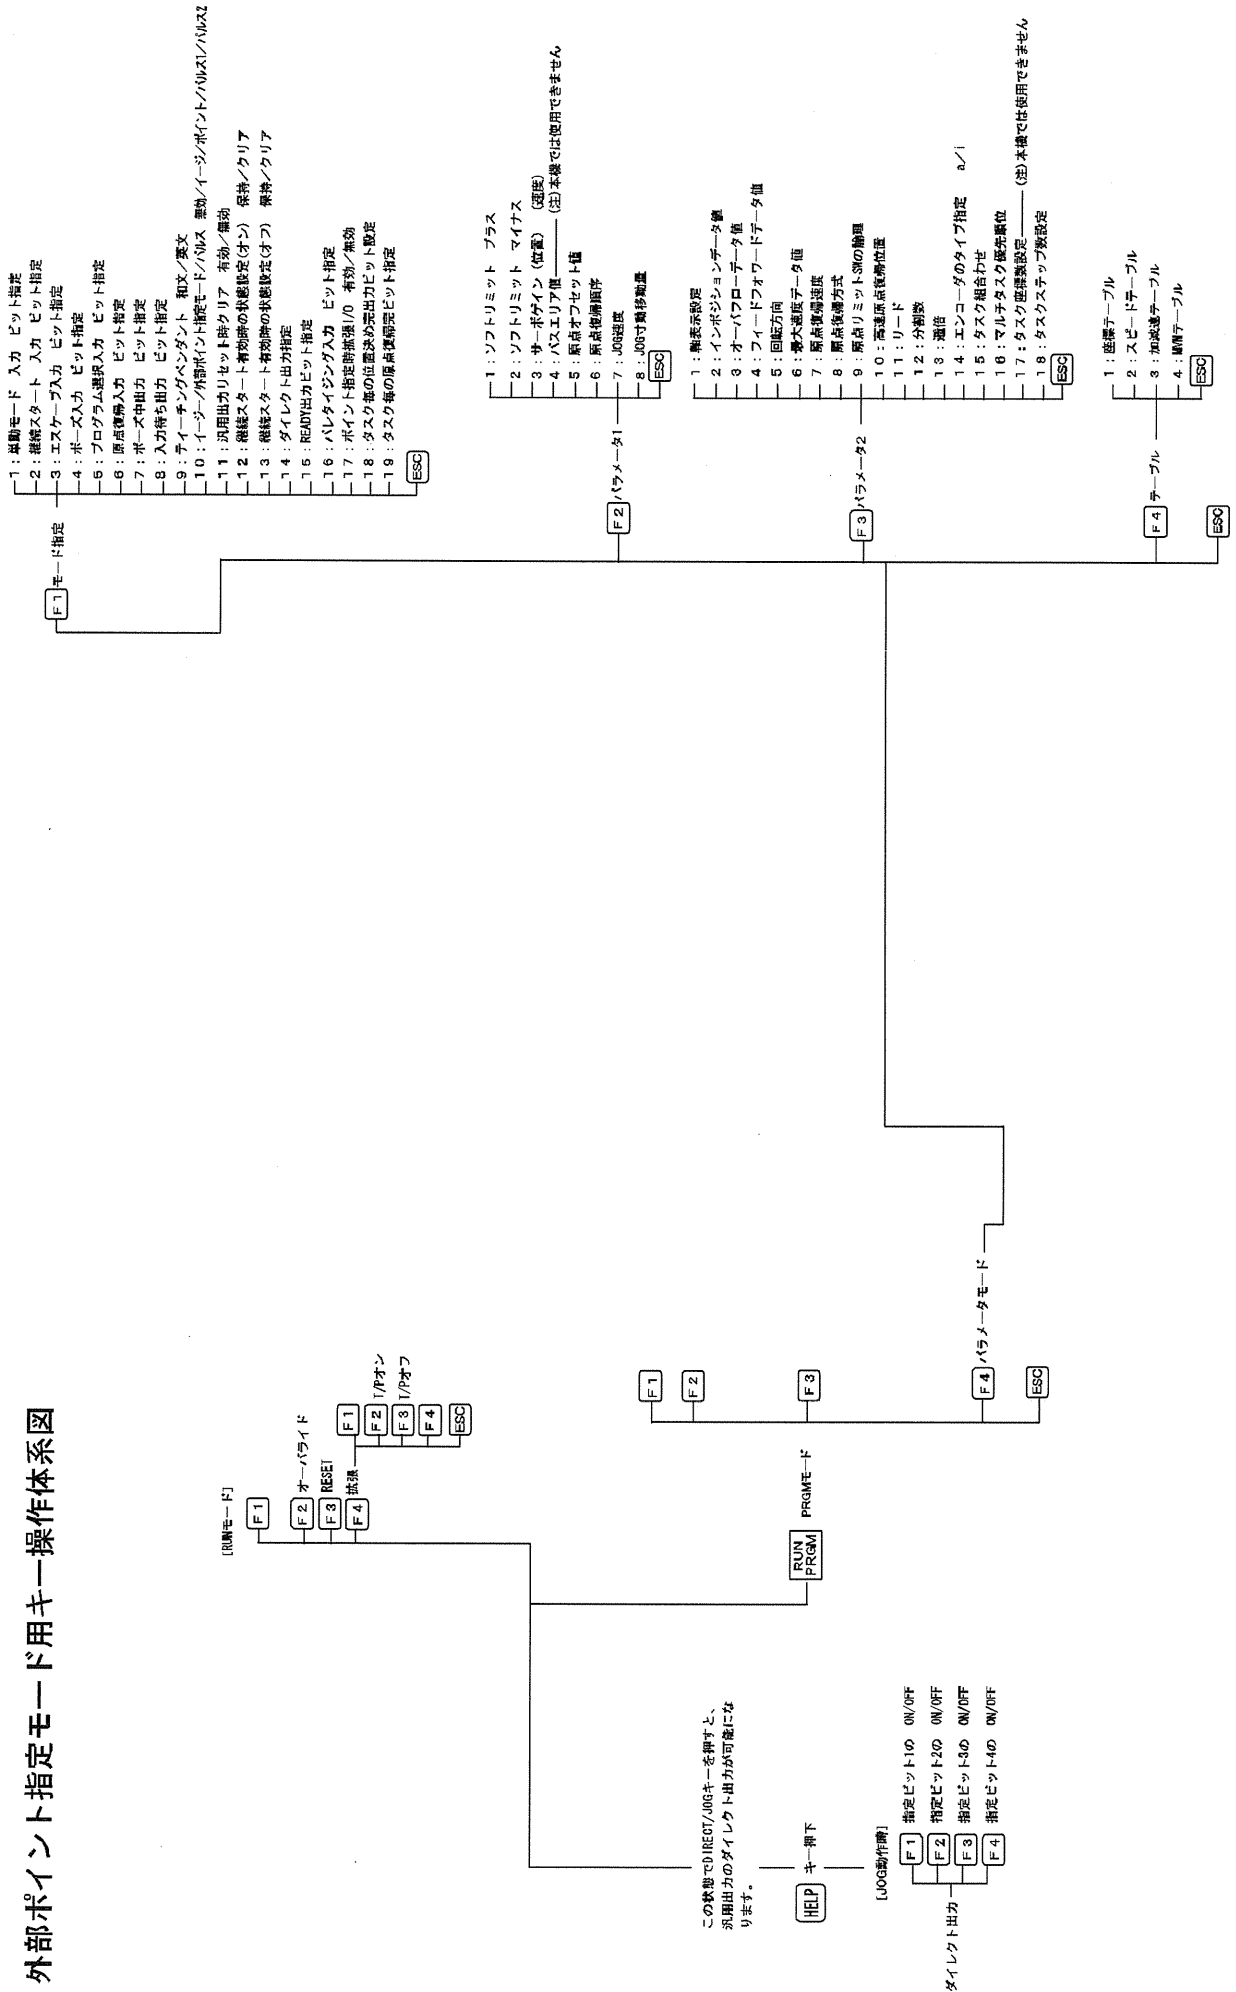 外部ポイント指定モード用キー操作体系図
[RUNモード]
F1
F2 オーバライド
F3 RESET
F4 拡張
F1
F2 T/Pオン
F3 T/Pオフ
F4
ESC
この状態でDIRECT/JOGキーを押すと、
汎用出力のダイレクト出力が可能にな
ります。
HELP キー押下
[JOG動作時]
ダイレクト出力
F1 指定ビット1の ON/OFF
F2 指定ビット2の ON/OFF
F3 指定ビット3の ON/OFF
F4 指定ビット4の ON/OFF
RUN
PRGM
PRGMモード
F1
F2
F3
F4 パラメータモード
ESC
F1 モード指定
1：単動モード 入力 ビット指定
2：継続スタート 入力 ビット指定
3：エスケープ入力 ビット指定
4：ポーズ入力 ビット指定
5：プログラム選択入力 ビット指定
6：原点復帰入力 ビット指定
7：ポーズ中出力 ビット指定
8：入力待ち出力 ビット指定
9：ティーチングペンダント 和文／英文
10：イージー／外部ポイント指定モード／パルス 無効／イージ／ポイント／パルス1／パルス2
11：汎用出力リセット時クリア 有効／無効
12：継続スタート有効時の状態設定(オン) 保持／クリア
13：継続スタート有効時の状態設定(オフ) 保持／クリア
14：ダイレクト出力指定
15：READY出力ビット指定
16：パレタイジング入力 ビット指定
17：ポイント指定時拡張I/O 有効／無効
18：タスク毎の位置決め完出力ビット設定
19：タスク毎の原点復帰完ビット指定
ESC
F2 パラメータ1
1：ソフトリミット プラス
2：ソフトリミット マイナス
3：サーボゲイン (位置) (速度)
4：パスエリア値 (注)本機では使用できません
5：原点オフセット値
6：原点復帰順序
7：JOG速度
8：JOG寸動移動量
ESC
F3 パラメータ2
1：軸表示設定
2：インポジションデータ値
3：オーバフローデータ値
4：フィードフォワードデータ値
5：回転方向
6：最大速度データ値
7：原点復帰速度
8：原点復帰方式
9：原点リミットSWの論理
10：高速原点復帰位置
11：リード
12：分割数
13：逓倍
14：エンコーダのタイプ指定 a／i
15：タスク組合わせ
16：マルチタスク優先順位
17：タスク座標数設定 (注)本機では使用できません
18：タスクステップ数設定
ESC
F4 テーブル
1：座標テーブル
2：スピードテーブル
3：加減速テーブル
4：MVMテーブル
ESC
ESC